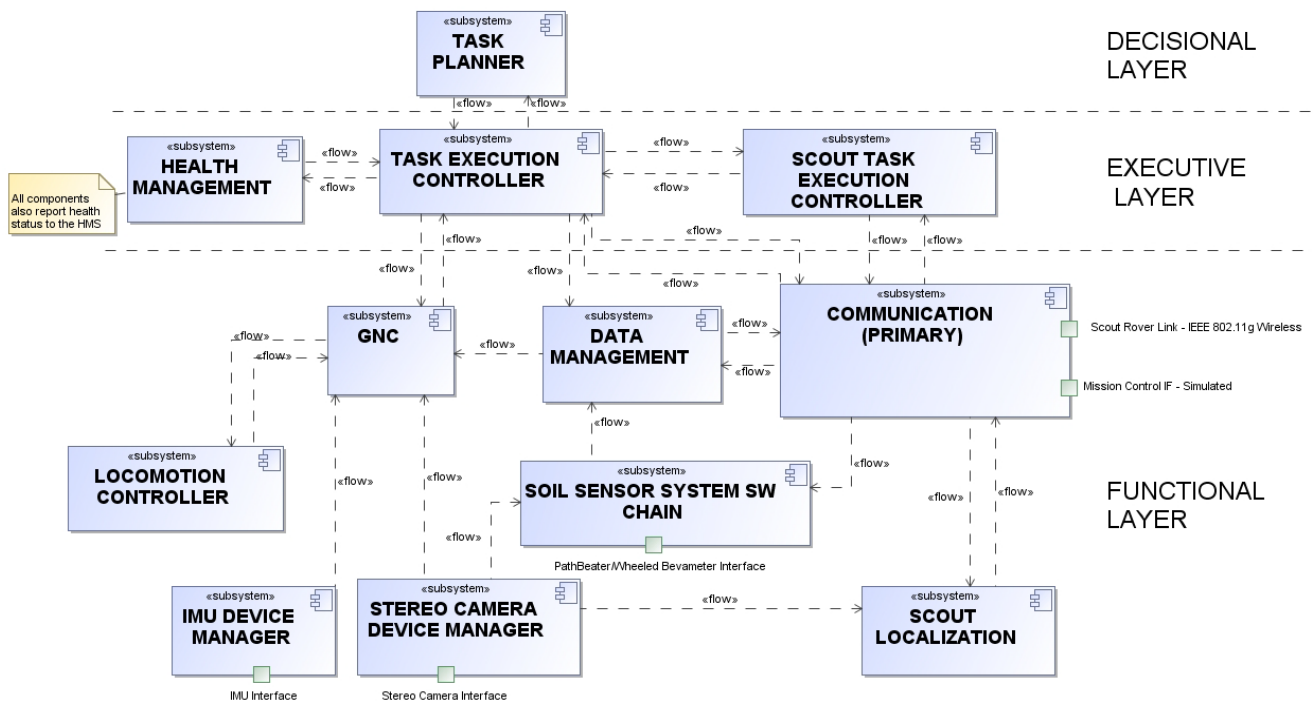 «subsystem»
TASK
PLANNER
DECISIONAL
LAYER
«flow»
«flow»
«subsystem»
HEALTH
MANAGEMENT
«flow»
«flow»
«subsystem»
TASK EXECUTION
CONTROLLER
«flow»
«flow»
«subsystem»
SCOUT TASK
EXECUTION
CONTROLLER
EXECUTIVE
LAYER
All components
also report health
status to the HMS
«flow»
«flow»
«flow»
«flow»
«flow»
«flow»
«flow»
«subsystem»
GNC
«subsystem»
DATA
MANAGEMENT
«subsystem»
COMMUNICATION
(PRIMARY)
Scout Rover Link - IEEE 802.11g Wireless
Mission Control IF - Simulated
«flow»
«flow»
«flow»
«flow»
«flow»
«flow»
«subsystem»
LOCOMOTION
CONTROLLER
«subsystem»
SOIL SENSOR SYSTEM SW
CHAIN
PathBeater/Wheeled Bevameter Interface
«flow»
«flow»
«flow»
«flow»
«flow»
«flow»
FUNCTIONAL
LAYER
«subsystem»
IMU DEVICE
MANAGER
IMU Interface
«subsystem»
STEREO CAMERA
DEVICE MANAGER
Stereo Camera Interface
«flow»
«subsystem»
SCOUT
LOCALIZATION